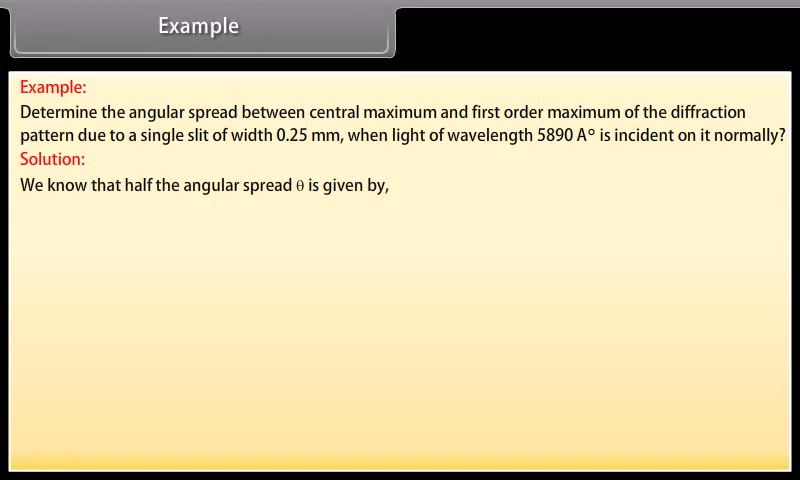 Example
Example:
Determine the angular spread between central maximum and first order maximum of the diffraction
pattern due to a single slit of width 0.25 mm, when light of wavelength 5890 Aº is incident on it normally?
Solution:
We know that half the angular spread θ is given by,